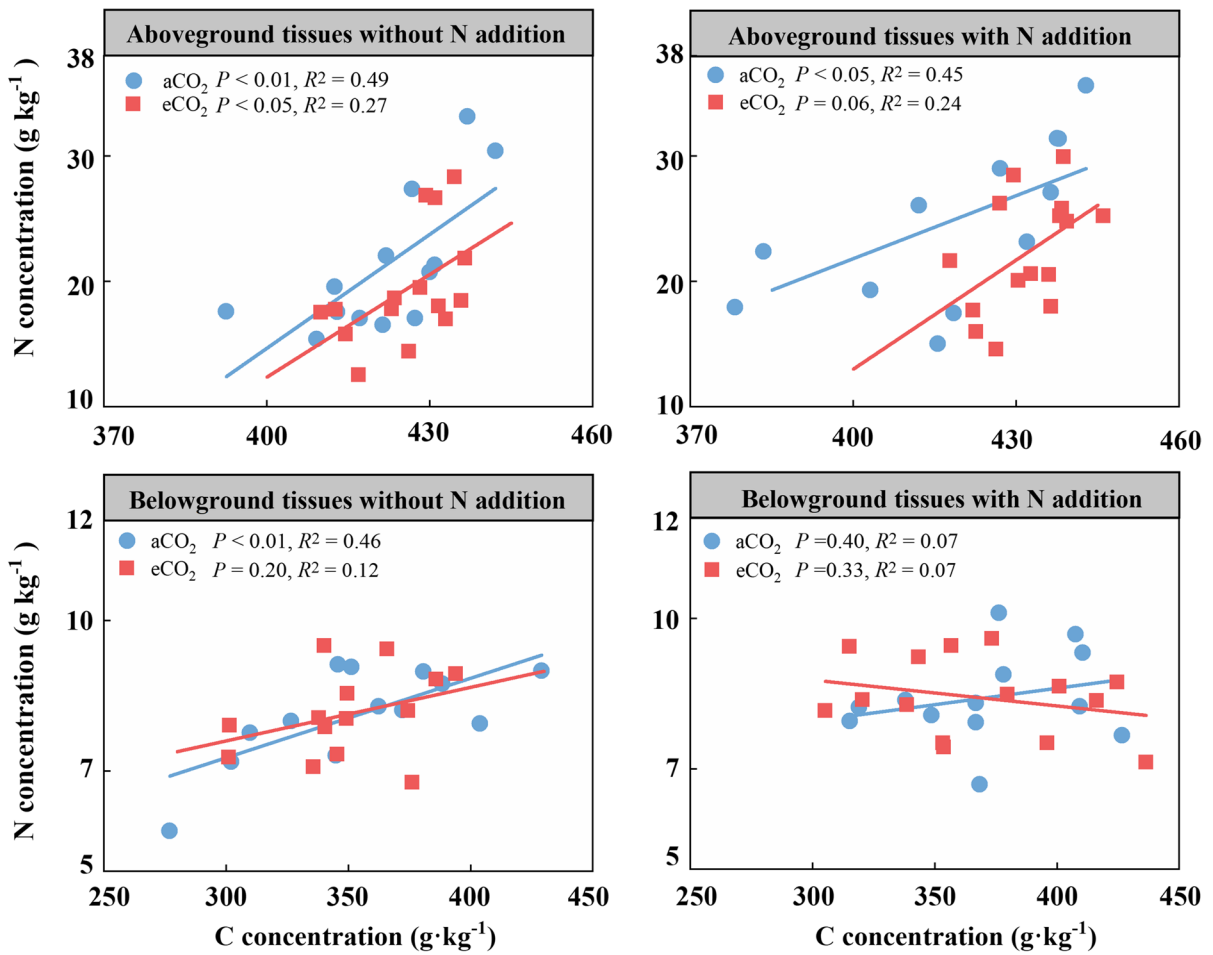 Aboveground tissues without N addition
aCO₂ P < 0.01, R² = 0.49
eCO₂ P < 0.05, R² = 0.27
N concentration (g kg⁻¹ )
38
30
20
10
370 400 430 460
Aboveground tissues with N addition
aCO₂ P < 0.05, R² = 0.45
eCO₂ P = 0.06, R² = 0.24
38
30
20
10
370 400 430 460
Belowground tissues without N addition
aCO₂ P < 0.01, R² = 0.46
eCO₂ P = 0.20, R² = 0.12
N concentration (g kg⁻¹ )
12
10
7
5
250 300 350 400 450
C concentration (g·kg⁻¹)
Belowground tissues with N addition
aCO₂ P =0.40, R² = 0.07
eCO₂ P =0.33, R² = 0.07
12
10
7
5
250 300 350 400 450
C concentration (g·kg⁻¹)